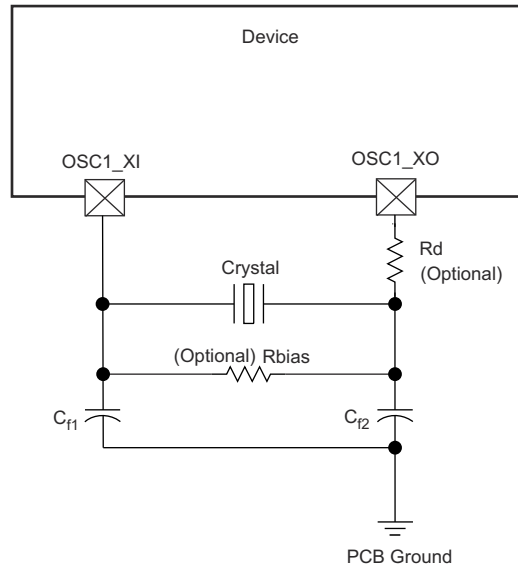 Device
OSC1_XI
OSC1_XO
Rd
(Optional)
Crystal
(Optional) Rbias
Cf1
Cf2
PCB Ground